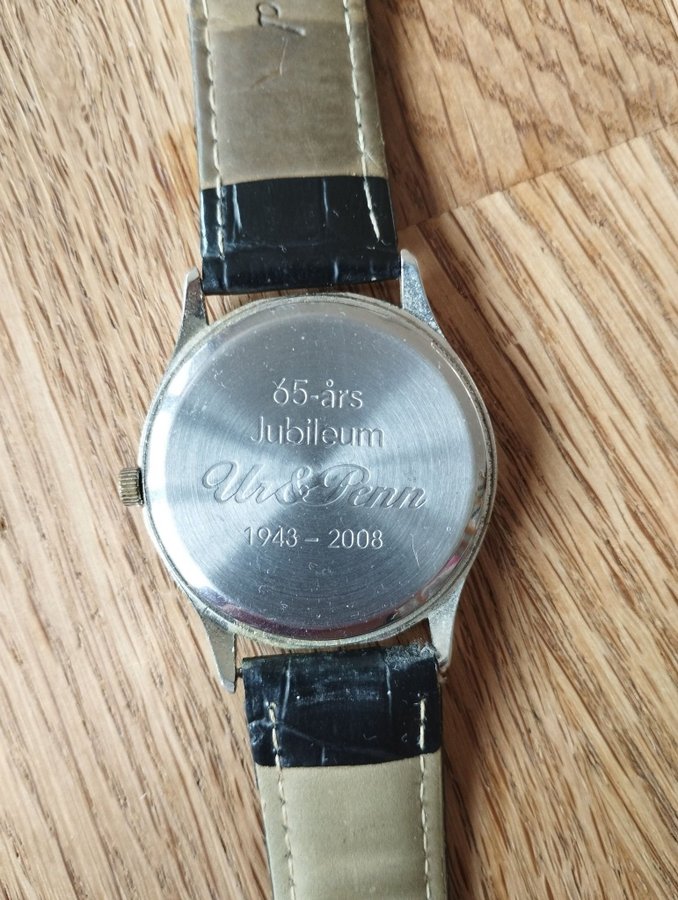 65-års
Jubileum
Ur&Penn
1943 – 2008